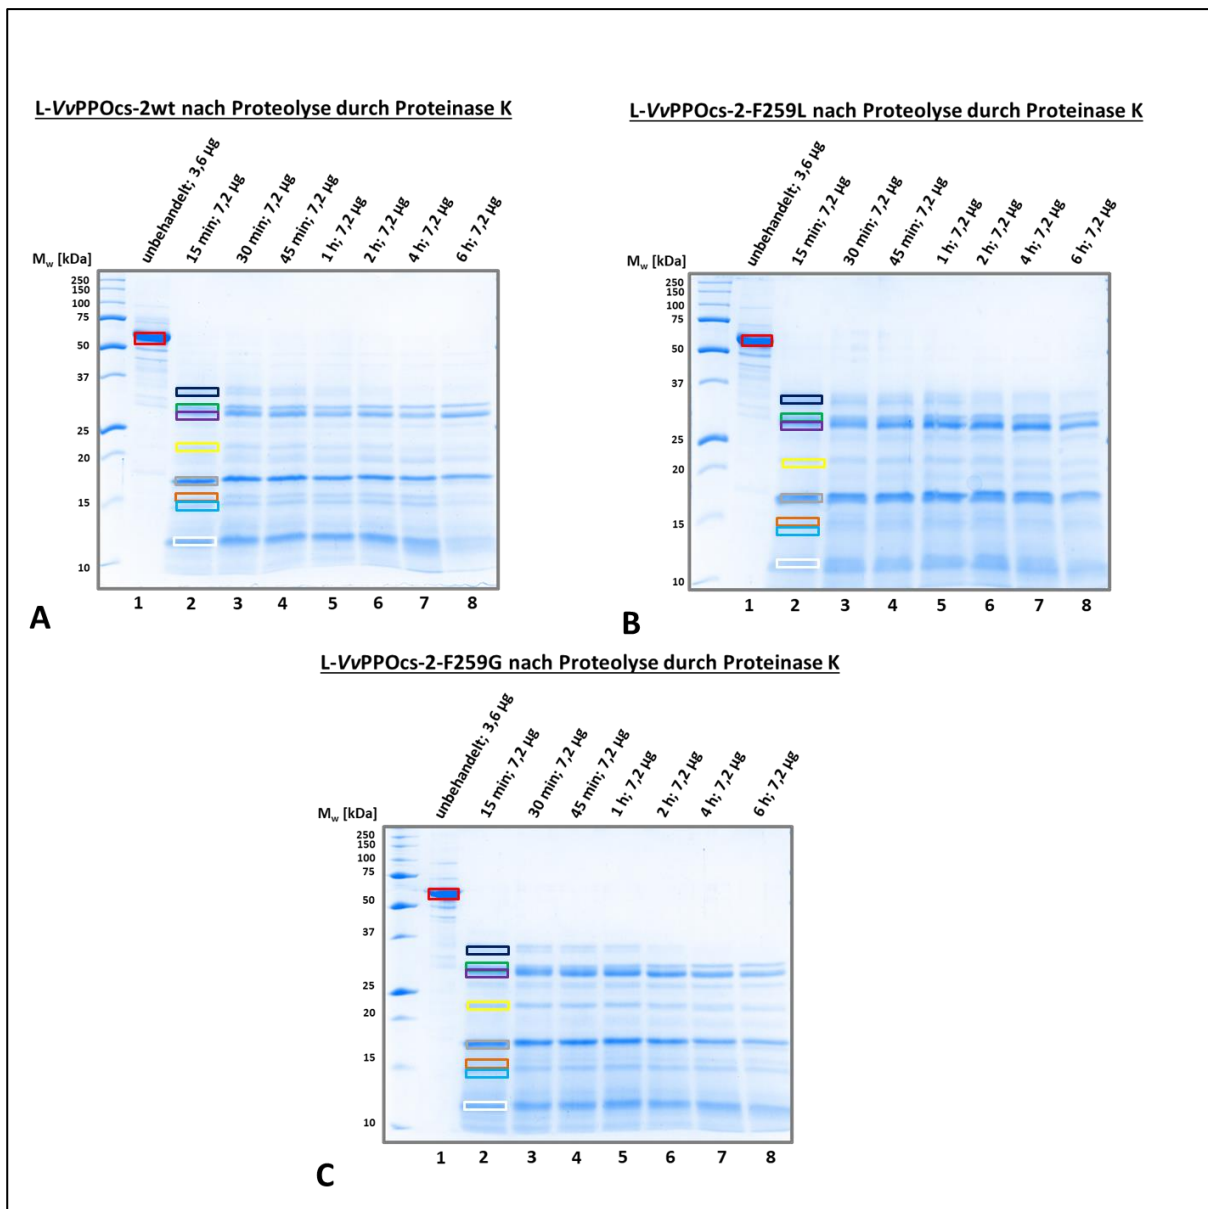 L-VvPPOcs-2wt nach Proteolyse durch Proteinase K
unbehandelt; 3,6 µg
15 min; 7,2 µg
30 min; 7,2 µg
45 min; 7,2 µg
1 h; 7,2 µg
2 h; 7,2 µg
4 h; 7,2 µg
6 h; 7,2 µg
Mw [kDa]
250
150
100
75
50
37
25
20
15
10
1 2 3 4 5 6 7 8
A
L-VvPPOcs-2-F259L nach Proteolyse durch Proteinase K
unbehandelt; 3,6 µg
15 min; 7,2 µg
30 min; 7,2 µg
45 min; 7,2 µg
1 h; 7,2 µg
2 h; 7,2 µg
4 h; 7,2 µg
6 h; 7,2 µg
Mw [kDa]
250
150
100
75
50
37
25
20
15
10
1 2 3 4 5 6 7 8
B
L-VvPPOcs-2-F259G nach Proteolyse durch Proteinase K
unbehandelt; 3,6 µg
15 min; 7,2 µg
30 min; 7,2 µg
45 min; 7,2 µg
1 h; 7,2 µg
2 h; 7,2 µg
4 h; 7,2 µg
6 h; 7,2 µg
Mw [kDa]
250
150
100
75
50
37
25
20
15
10
1 2 3 4 5 6 7 8
C